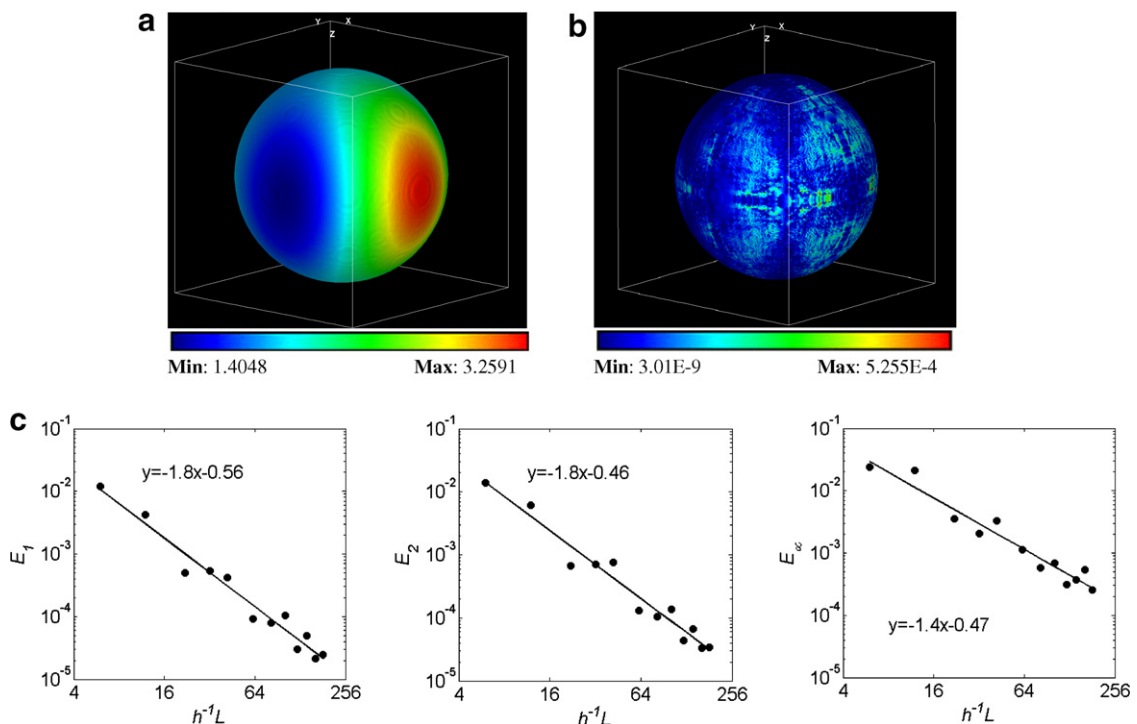 a
Y X
Z
Min: 1.4048 Max: 3.2591
b
Y X
Z
Min: 3.01E-9 Max: 5.255E-4
c
10^-1
10^-2
10^-3
10^-4
10^-5
E_1
y=-1.8x-0.56
4 16 64 256
h^-1L
10^-1
10^-2
10^-3
10^-4
10^-5
E_2
y=-1.8x-0.46
4 16 64 256
h^-1L
10^-1
10^-2
10^-3
10^-4
10^-5
E_∞
y=-1.4x-0.47
4 16 64 256
h^-1L